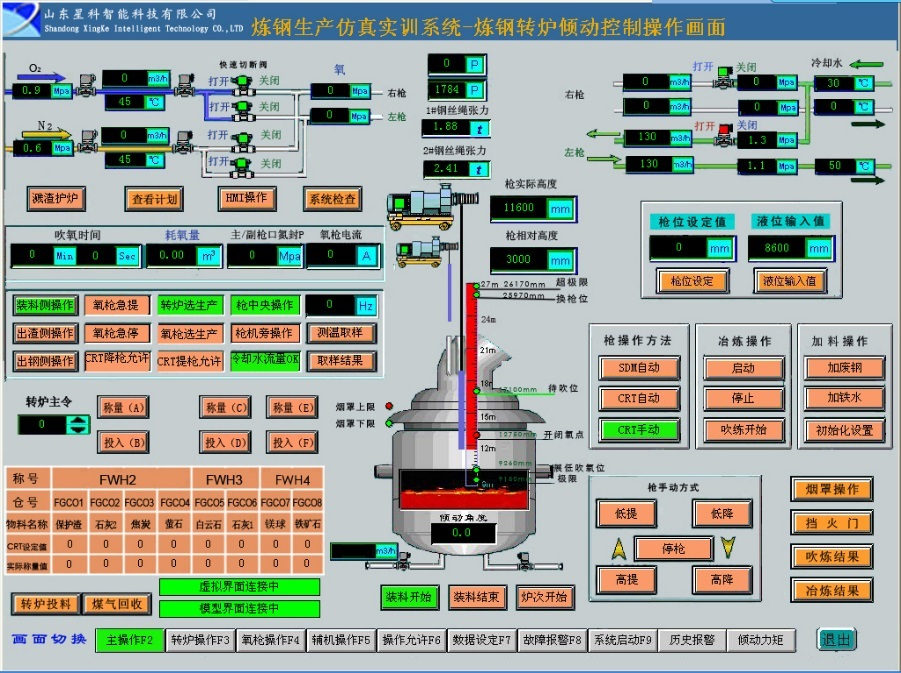 山东星科智能科技有限公司
Shandong XingKe Intelligent Technology CO.,LTD
炼钢生产仿真实训系统-炼钢转炉倾动控制操作画面
O₂
0.9 Mpa
0 m3/h
45 ℃
快速切断阀
打开 关闭
打开 关闭
氧
0 Mpa 右枪
0 Mpa 左枪
N2
0.6 Mpa
0 m3/h
45 ℃
打开 关闭
打开 关闭
0 P
1784 P
1#钢丝绳张力
1.88 t
2#钢丝绳张力
2.41 t
打开 关闭
冷却水
右枪
0 m3/h 0 Mpa 30 ℃
0 m3/h 0 Mpa 0 ℃
打开 关闭
130 m3/h 1.3 Mpa
左枪
130 m3/h 1.1 Mpa 50 ℃
溅渣护炉 查看计划 HMI操作 系统检查
枪实际高度
11600 mm
枪相对高度
3000 mm
枪位设定值 液位输入值
0 mm 8600 mm
枪位设定 液位输入值
吹氧时间 耗氧量 主/副枪口氮封P 氧枪电流
0 Min 0 Sec 0.00 m³ 0 Mpa 0 A
装料侧操作 氧枪急提 转炉选生产 枪中央操作 0 Hz
出渣侧操作 氧枪急停 氧枪选生产 枪机旁操作 测温取样
出钢侧操作 CRT降枪允许 CRT提枪允许 冷却水流量OK 取样结果
27m 26170mm 超极限
25970mm 换枪位
24m
21m
18m 17100mm 待吹位
15m
12760mm 开闭氧点
12m
9260mm 展低吹氧位
9m 9160mm 极限
转炉主令
0
称量（A） 称量（C） 称量（E）
投入（B） 投入（D） 投入（F）
烟罩上限
烟罩下限
倾动角度
0.0
m3/h
枪操作方法 冶炼操作 加料操作
SDM自动 启动 加废钢
CRT自动 停止 加铁水
CRT手动 吹炼开始 初始化设置
枪手动方式
低提 低降
停枪
高提 高降
烟罩操作
挡火门
吹炼结果
冶炼结果
称号 FWH2 FWH3 FWH4
仓号 FGC01 FGC02 FGC03 FGC04 FGC05 FGC06 FGC07 FGC08
物料名称 保护渣 石灰2 焦炭 萤石 白云石 石灰1 镁球 铁矿石
CRT设定值 0 0 0 0 0 0 0 0
实际称量值 0 0 0 0 0 0 0 0
转炉投料 煤气回收
虚拟界面连接中
模型界面连接中
装料开始 装料结束 炉次开始
画面切换 主操作F2 转炉操作F3 氧枪操作F4 辅机操作F5 操作允许F6 数据设定F7 故障报警F8 系统启动F9 历史报警 倾动力矩 退出